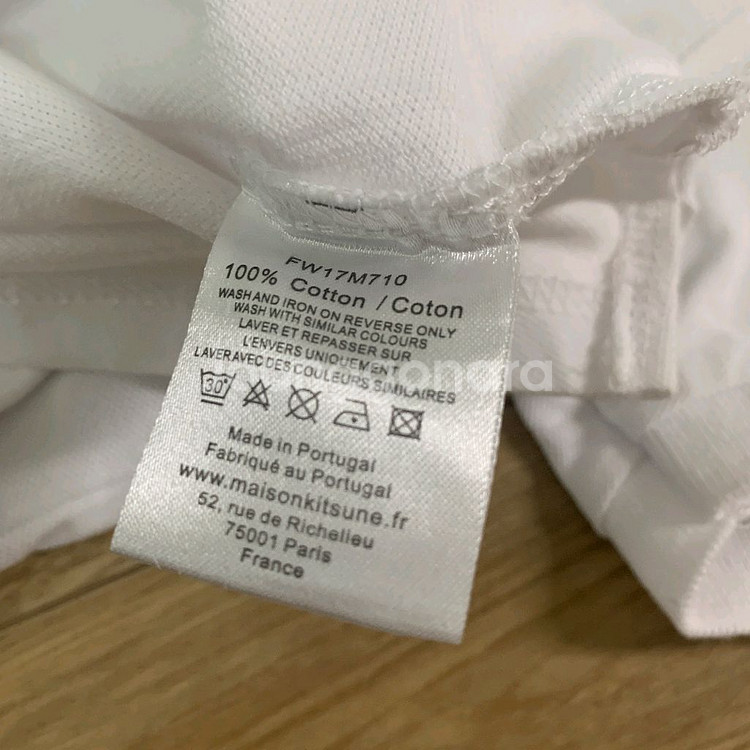 FW17M710
100% Cotton / Coton
WASH AND IRON ON REVERSE ONLY
WASH WITH SIMILAR COLOURS
LAVER ET REPASSER SUR
L'ENVERS UNIQUEMENT
LAVER AVEC DES COULEURS SIMILAIRES
30°
Made in Portugal
Fabriqué au Portugal
www.maisonkitsune.fr
52, rue de Richelieu
75001 Paris
France